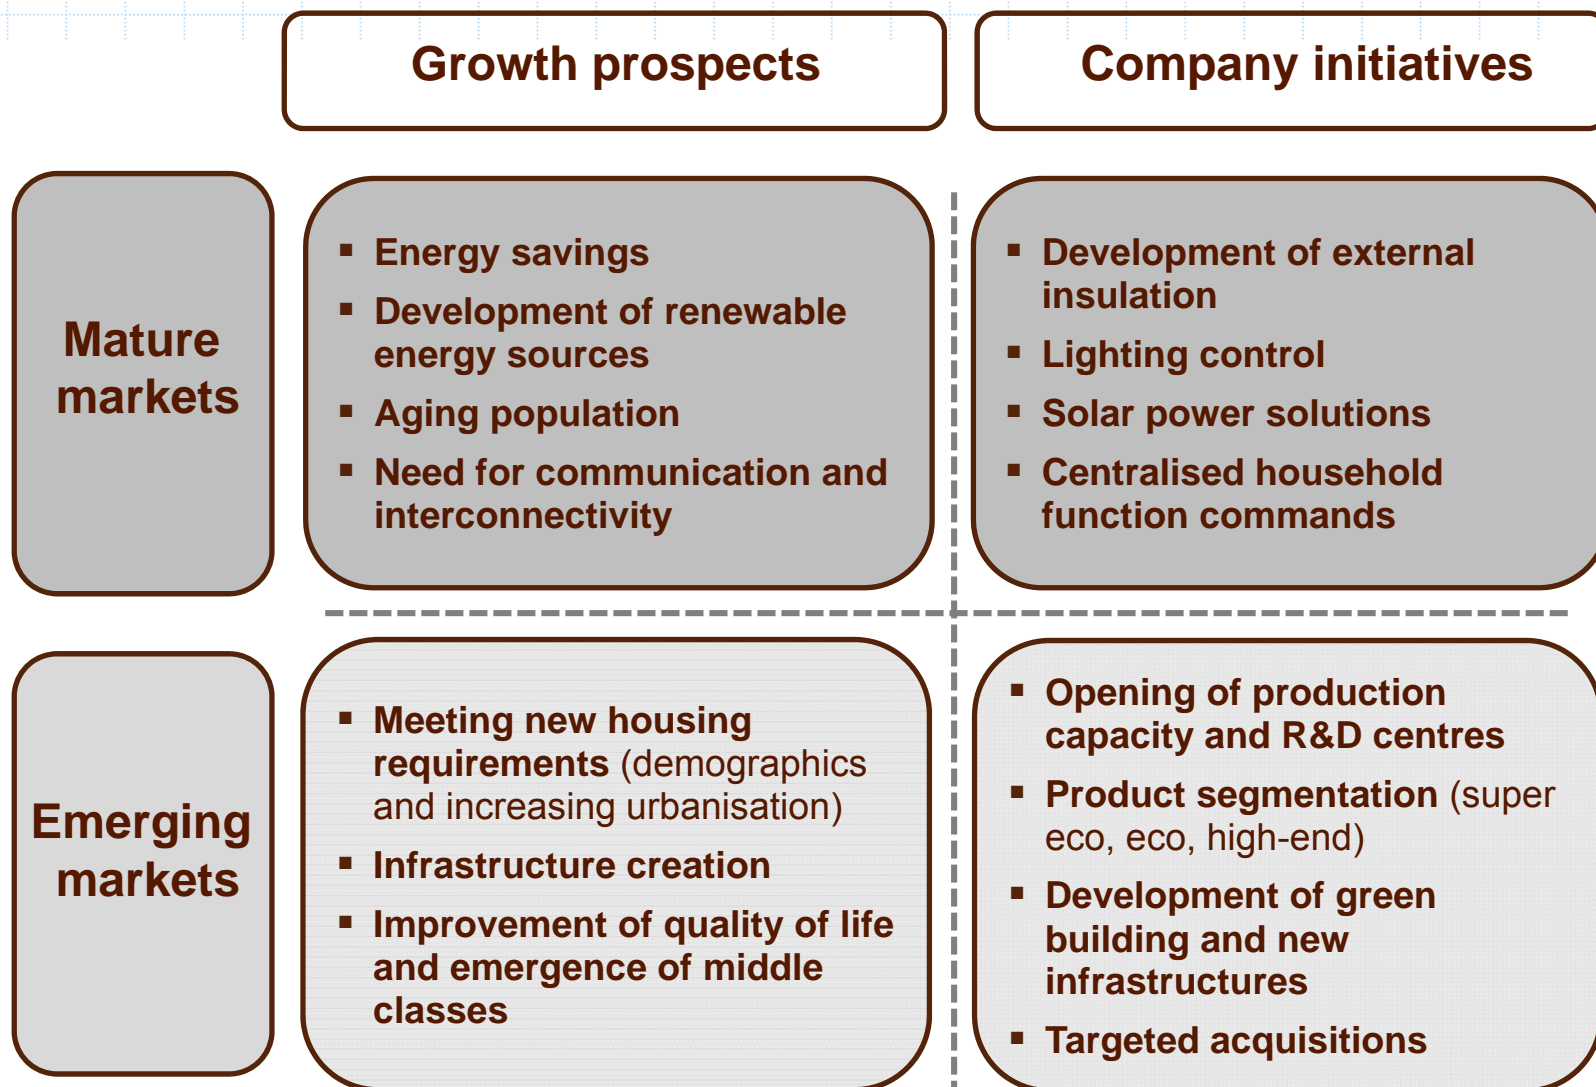 Growth prospects
Company initiatives
Mature
markets
▪ Energy savings
▪ Development of renewable
energy sources
▪ Aging population
▪ Need for communication and
interconnectivity
▪ Development of external
insulation
▪ Lighting control
▪ Solar power solutions
▪ Centralised household
function commands
Emerging
markets
▪ Meeting new housing
requirements (demographics
and increasing urbanisation)
▪ Infrastructure creation
▪ Improvement of quality of life
and emergence of middle
classes
▪ Opening of production
capacity and R&D centres
▪ Product segmentation (super
eco, eco, high-end)
▪ Development of green
building and new
infrastructures
▪ Targeted acquisitions